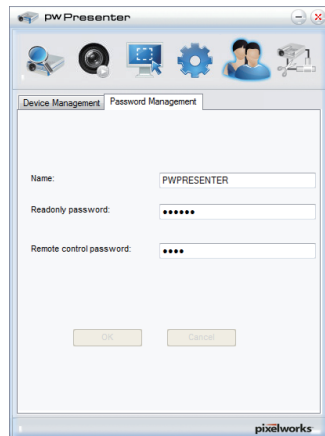 pw Presenter
Device Management Password Management
Name: PWPRESENTER
Readonly password: ••••••
Remote control password: ••••
OK Cancel
pixelworks